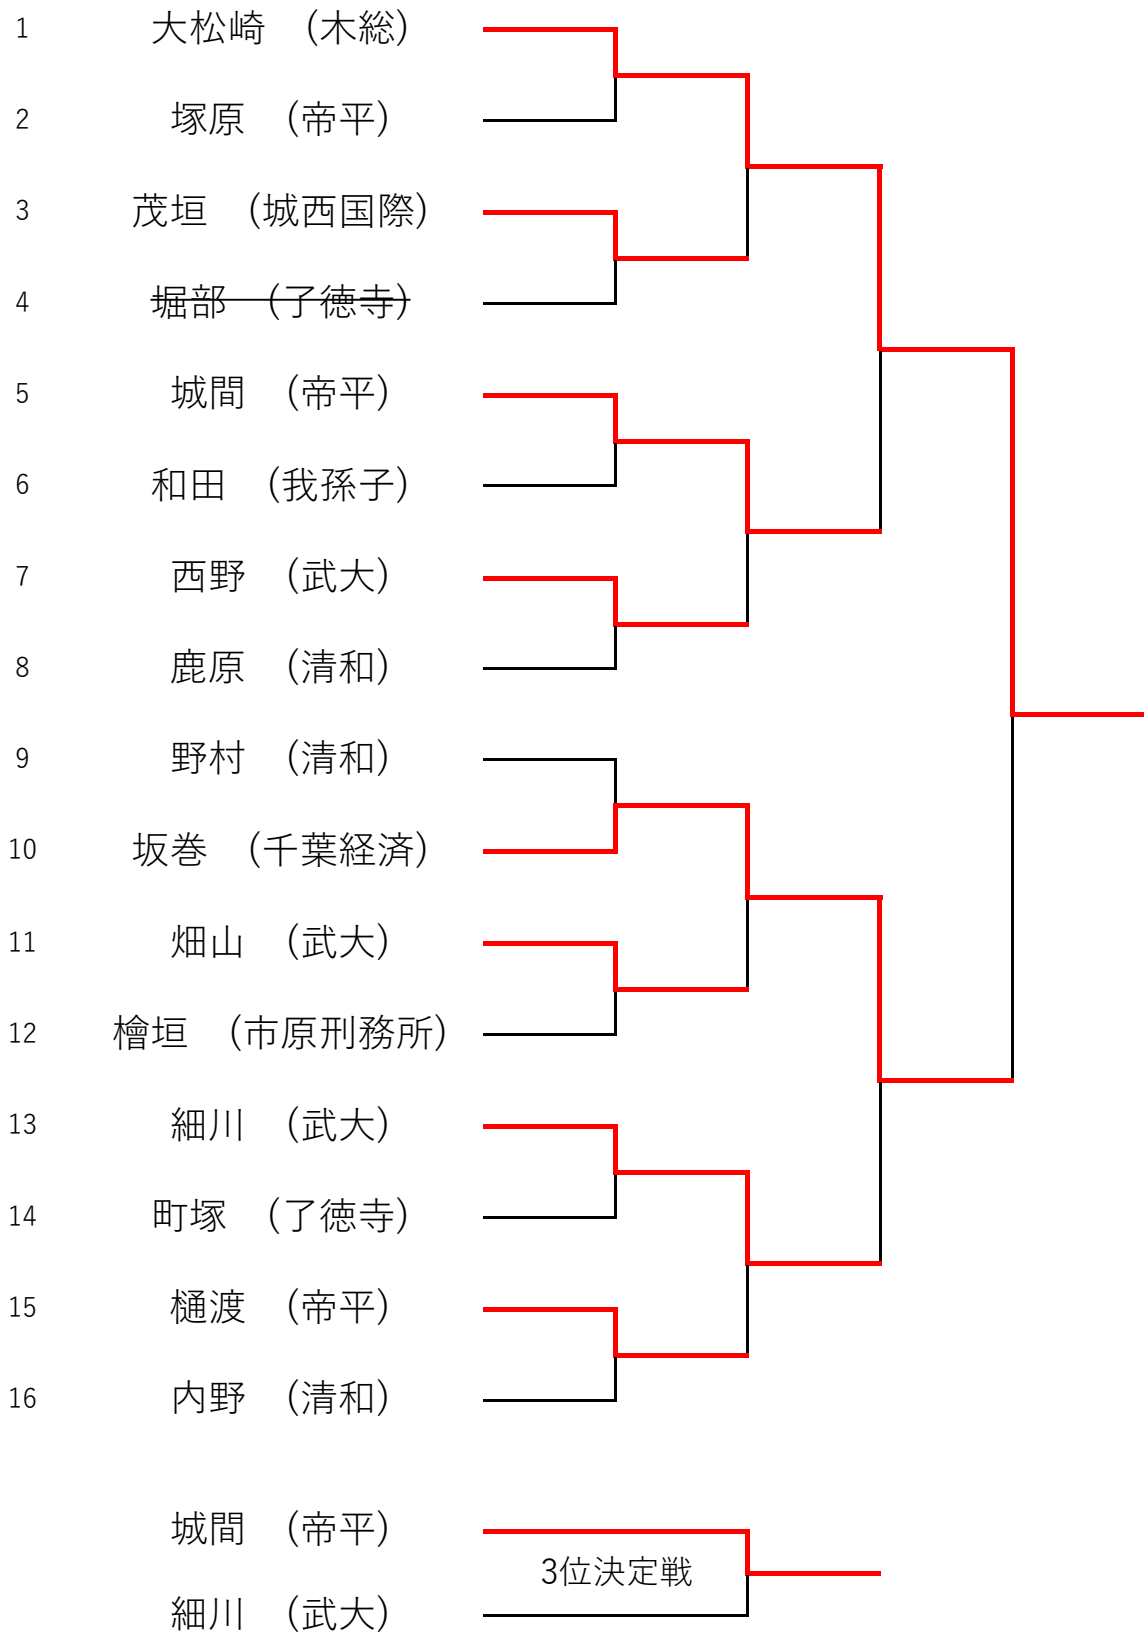 1 大松崎 (木総)
2 塚原 (帝平)
3 茂垣 (城西国際)
4 堀部 (了徳寺)
5 城間 (帝平)
6 和田 (我孫子)
7 西野 (武大)
8 鹿原 (清和)
9 野村 (清和)
10 坂巻 (千葉経済)
11 畑山 (武大)
12 檜垣 (市原刑務所)
13 細川 (武大)
14 町塚 (了徳寺)
15 樋渡 (帝平)
16 内野 (清和)
城間 (帝平)
3位決定戦
細川 (武大)